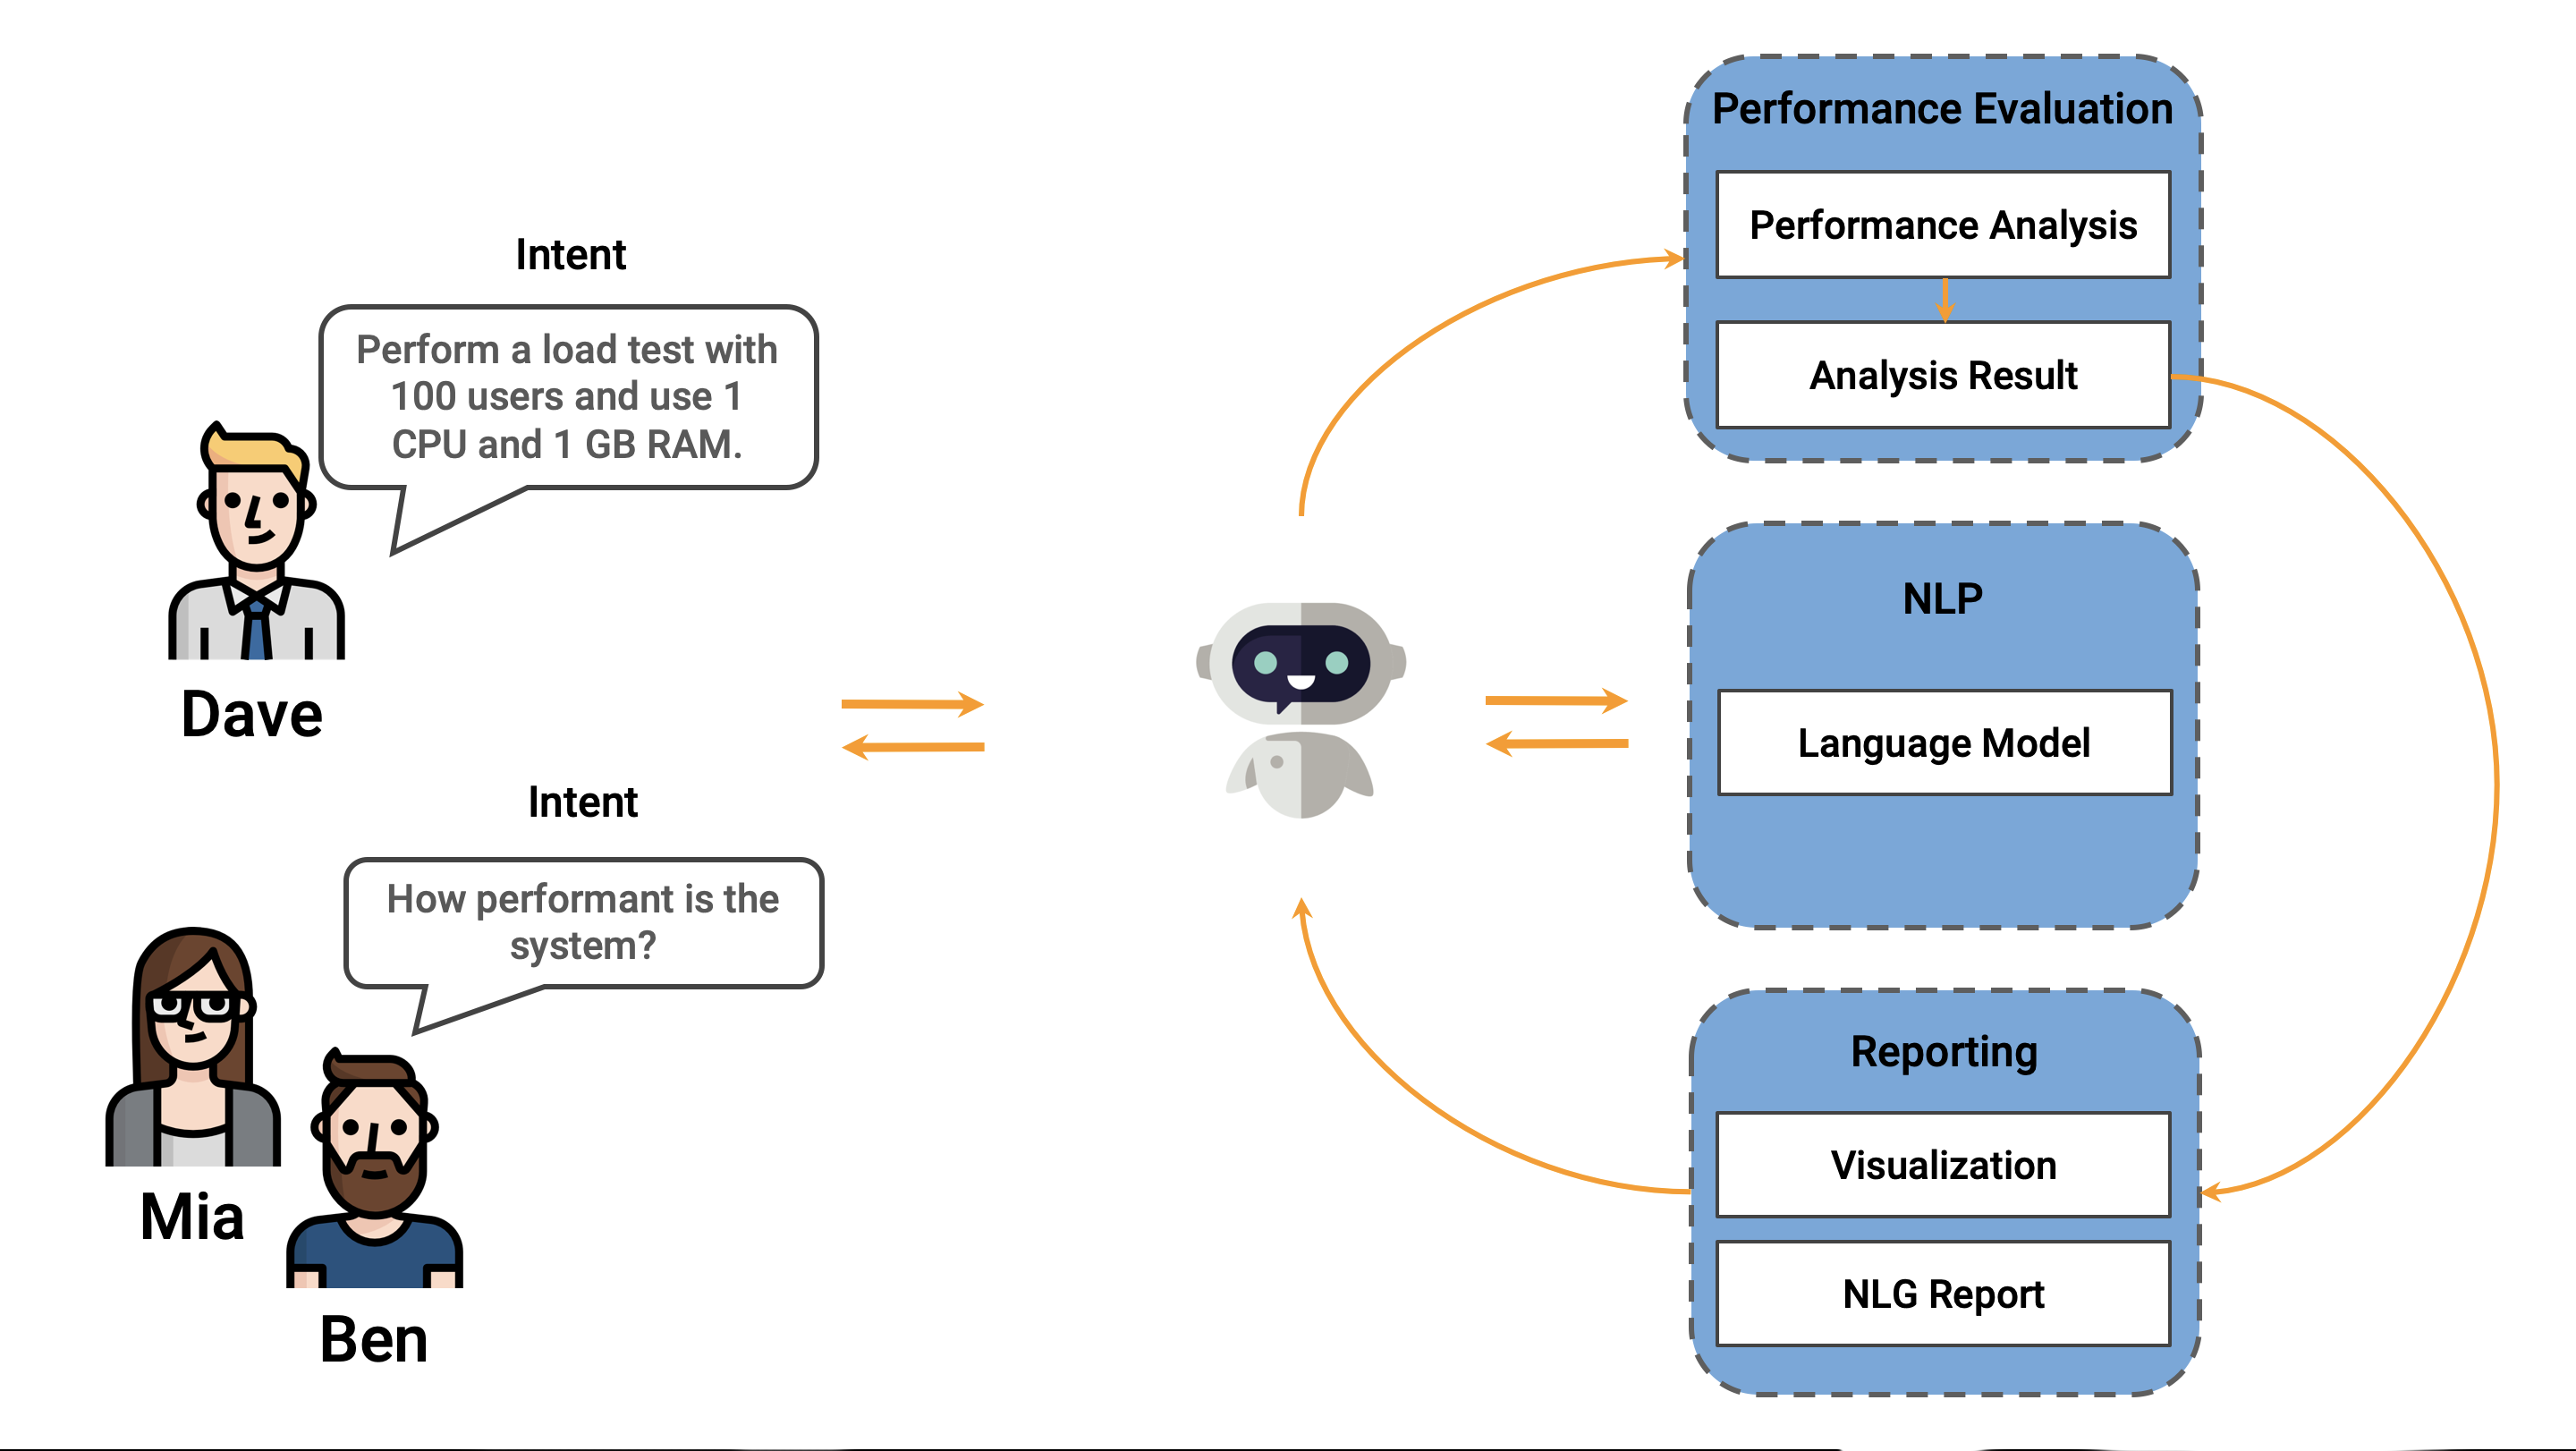 Intent
Perform a load test with
100 users and use 1
CPU and 1 GB RAM.
Dave
Intent
How performant is the
system?
Mia
Ben
Performance Evaluation
Performance Analysis
Analysis Result
NLP
Language Model
Reporting
Visualization
NLG Report